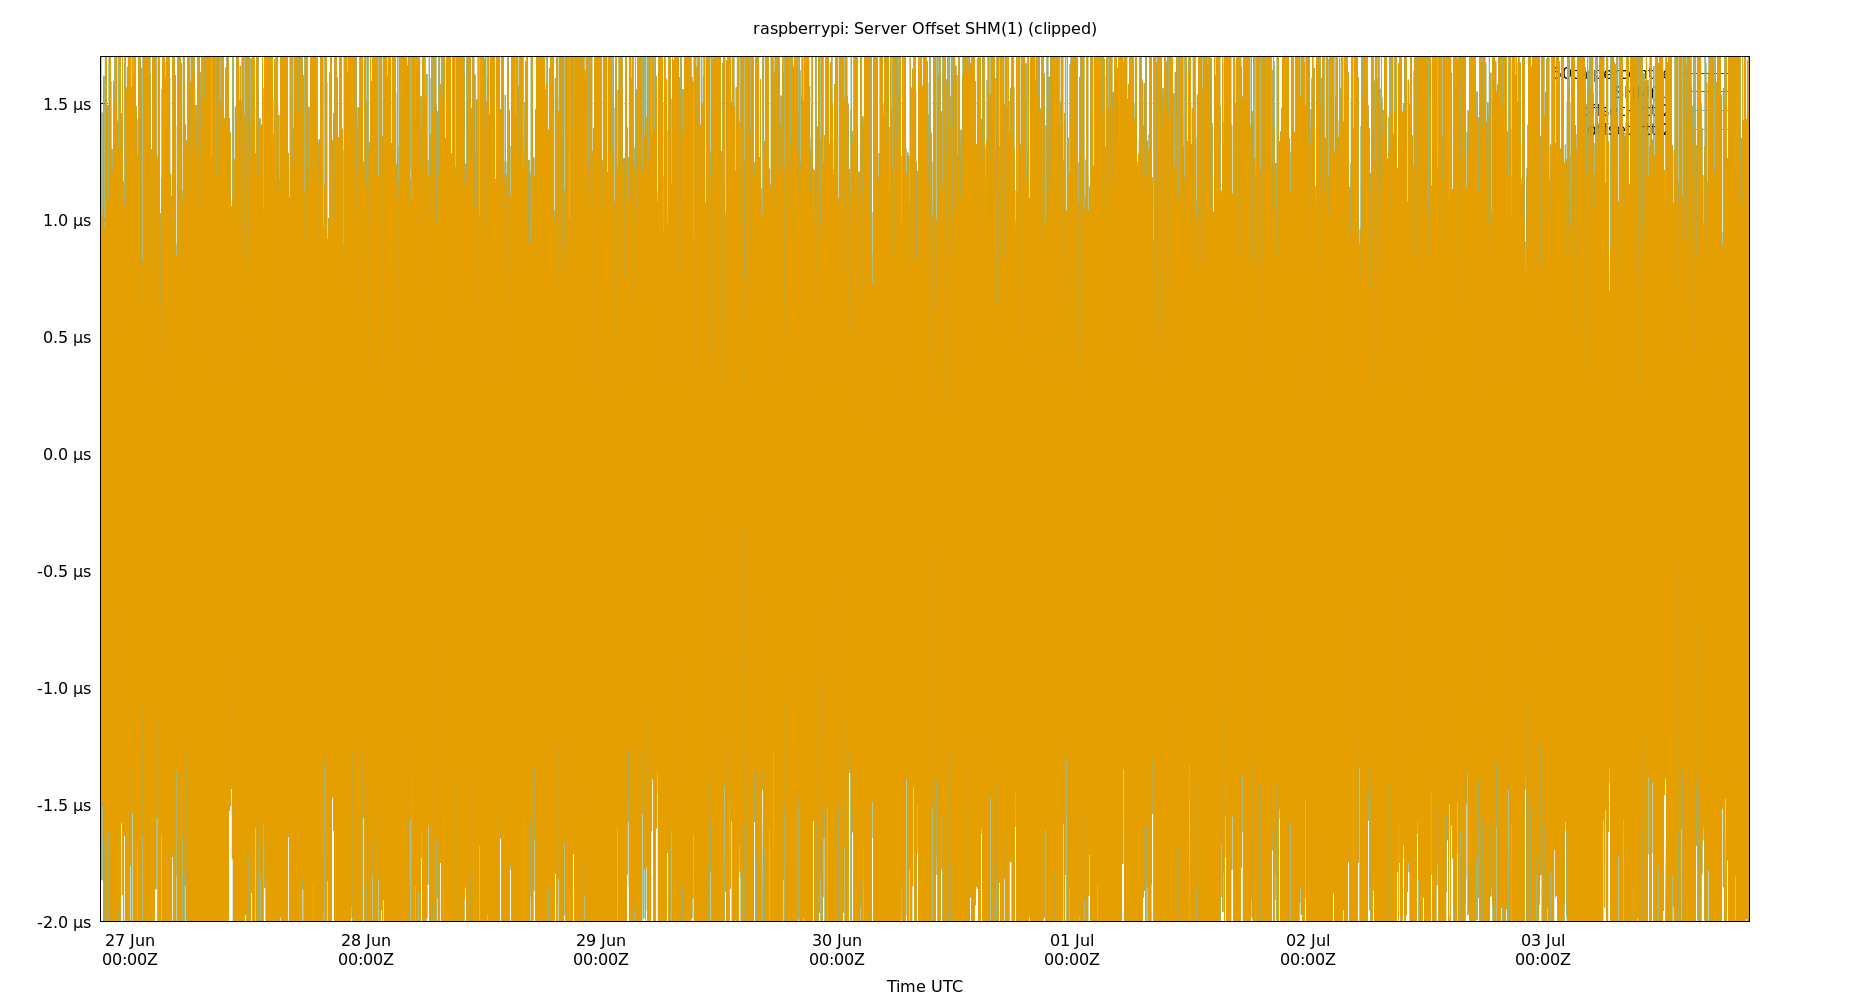 raspberrypi: Server Offset SHM(1) (clipped)
1.5 µs
1.0 µs
0.5 µs
0.0 µs
-0.5 µs
-1.0 µs
-1.5 µs
-2.0 µs
27 Jun 28 Jun 29 Jun 30 Jun 01 Jul 02 Jul 03 Jul
00:00Z 00:00Z 00:00Z 00:00Z 00:00Z 00:00Z 00:00Z
Time UTC